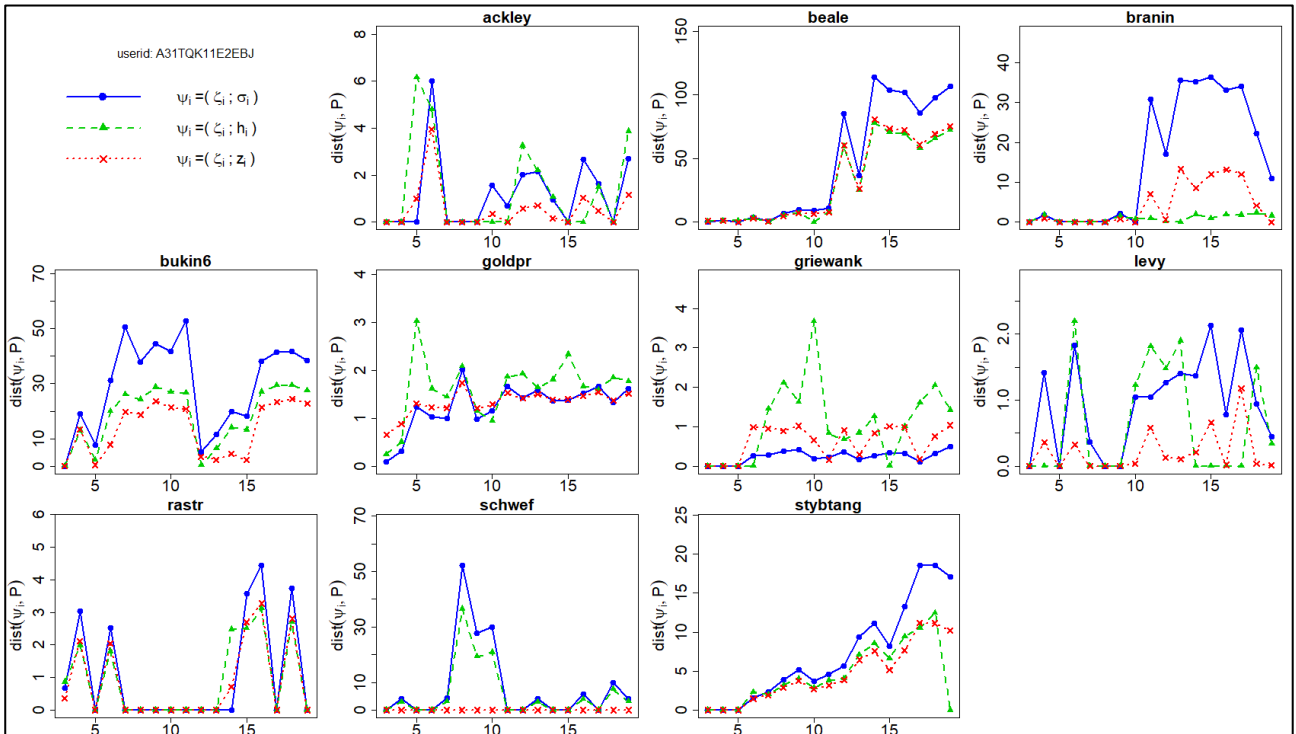 userid: A31TQK11E2EBJ
ψi =( ζi ; σi )
ψi =( ζi ; hi )
ψi =( ζi ; zi )
ackley
dist(ψi, P)
8
6
4
2
0
5 10 15
beale
dist(ψi, P)
150
100
50
0
5 10 15
branin
dist(ψi, P)
40
30
20
10
0
5 10 15
bukin6
dist(ψi, P)
70
50
30
20
10
0
5 10 15
goldpr
dist(ψi, P)
4
3
2
1
0
5 10 15
griewank
dist(ψi, P)
4
3
2
1
0
5 10 15
levy
dist(ψi, P)
2.0
1.0
0.0
5 10 15
rastr
dist(ψi, P)
6
5
4
3
2
1
0
5 10 15
schwef
dist(ψi, P)
70
50
30
10
0
5 10 15
stybtang
dist(ψi, P)
25
20
15
10
5
0
5 10 15